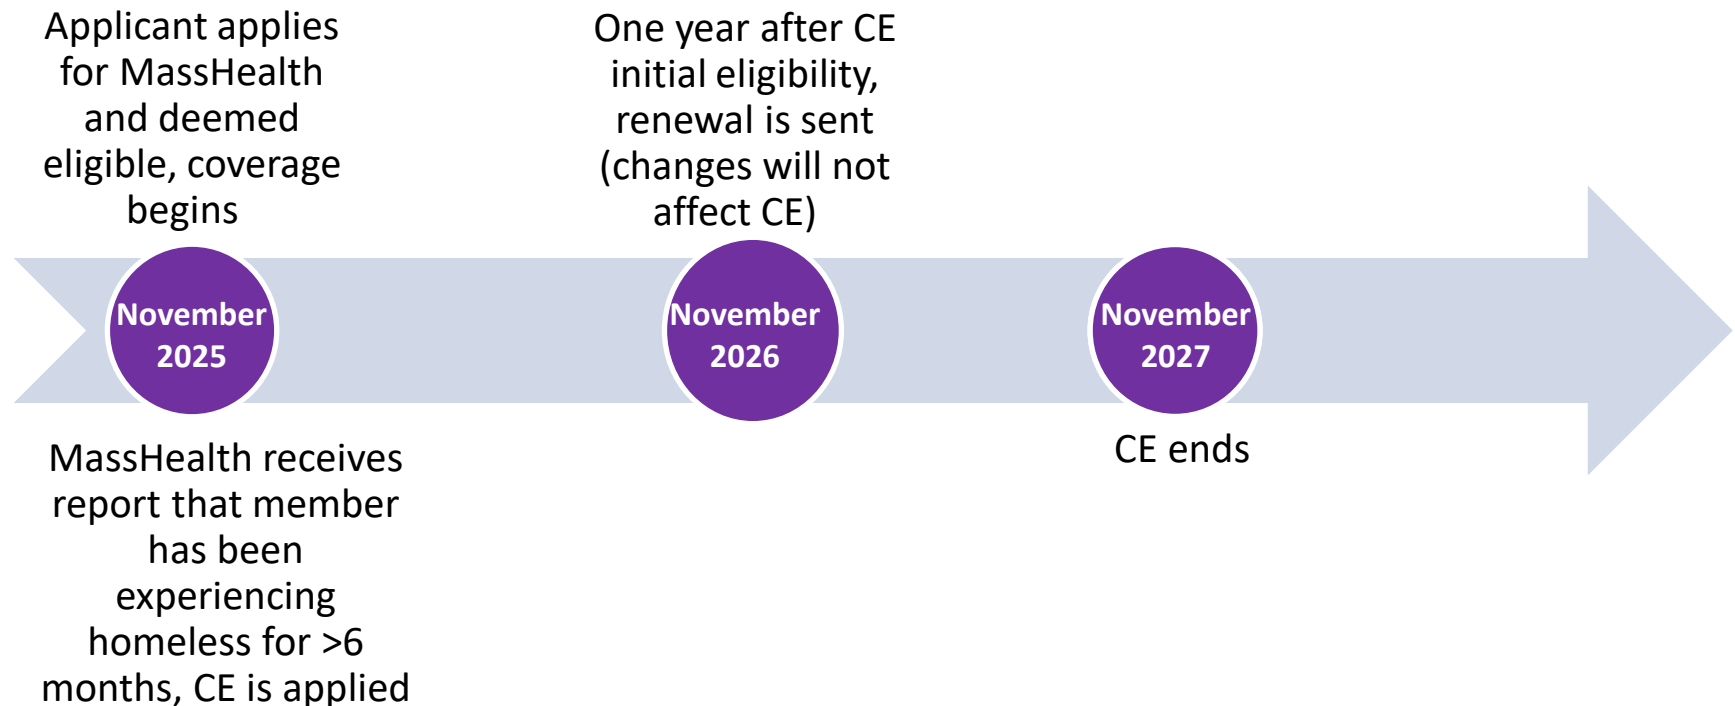 Applicant applies
for MassHealth
and deemed
eligible, coverage
begins
One year after CE
initial eligibility,
renewal is sent
(changes will not
affect CE)
November
2025
November
2026
November
2027
MassHealth receives
report that member
has been
experiencing
homeless for >6
months, CE is applied
CE ends